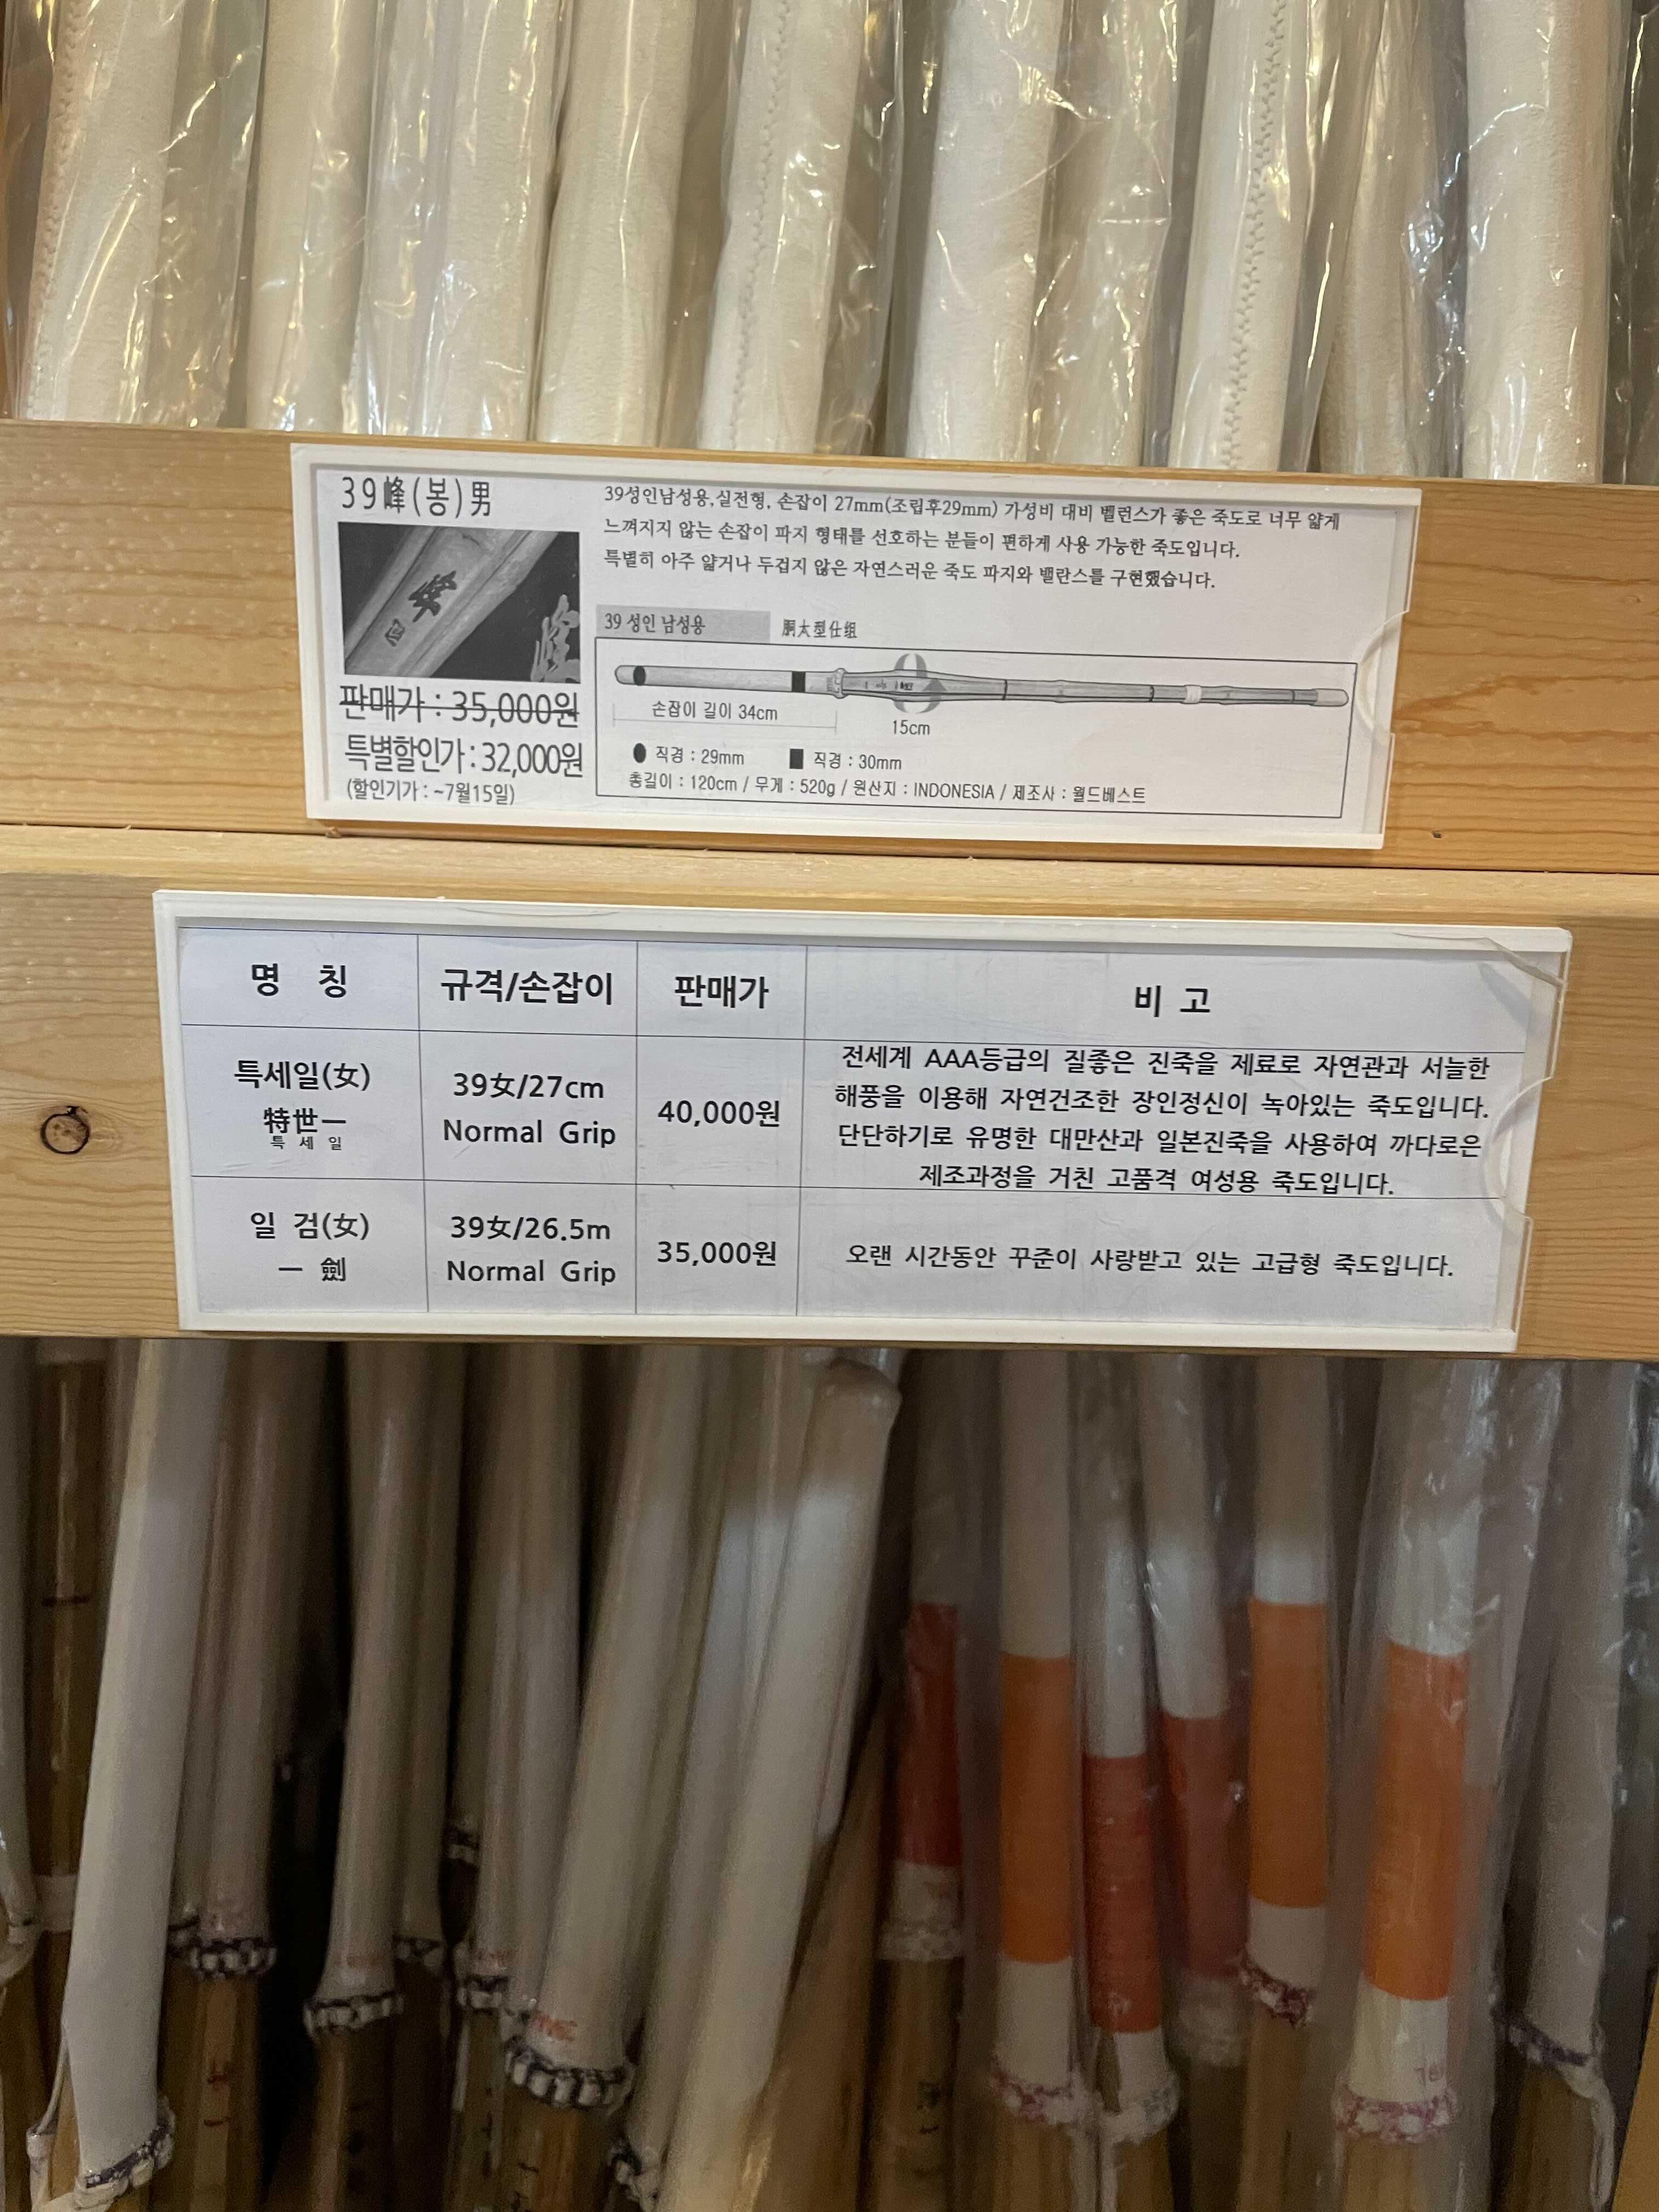 39峰(봉)男
판매가 : 35,000원
특별할인가 : 32,000원
(할인기가 : ~7월15일)
39성인남성용,실전형, 손잡이 27mm(조립후29mm) 가성비 대비 벨런스가 좋은 죽도로 너무 얇게
느껴지지 않는 손잡이 파지 형태를 선호하는 분들이 편하게 사용 가능한 죽도입니다.
특별히 아주 얇거나 두겁지 않은 자연스러운 죽도 파지와 밸란스를 구현했습니다.
39 성인 남성용 胴太型仕組
손잡이 길이 34cm
15cm
직경 : 29mm 직경 : 30mm
총길이 : 120cm / 무게 : 520g / 원산지 : INDONESIA / 제조사 : 월드베스트
명 칭 규격/손잡이 판매가 비 고
특세일(女)
特世一
특 세 일
39女/27cm
Normal Grip
40,000원
전세계 AAA등급의 질좋은 진죽을 제료로 자연관과 서늘한
해풍을 이용해 자연건조한 장인정신이 녹아있는 죽도입니다.
단단하기로 유명한 대만산과 일본진죽을 사용하여 까다로은
제조과정을 거친 고품격 여성용 죽도입니다.
일 검(女)
一 劍
39女/26.5m
Normal Grip
35,000원
오랜 시간동안 꾸준이 사랑받고 있는 고급형 죽도입니다.